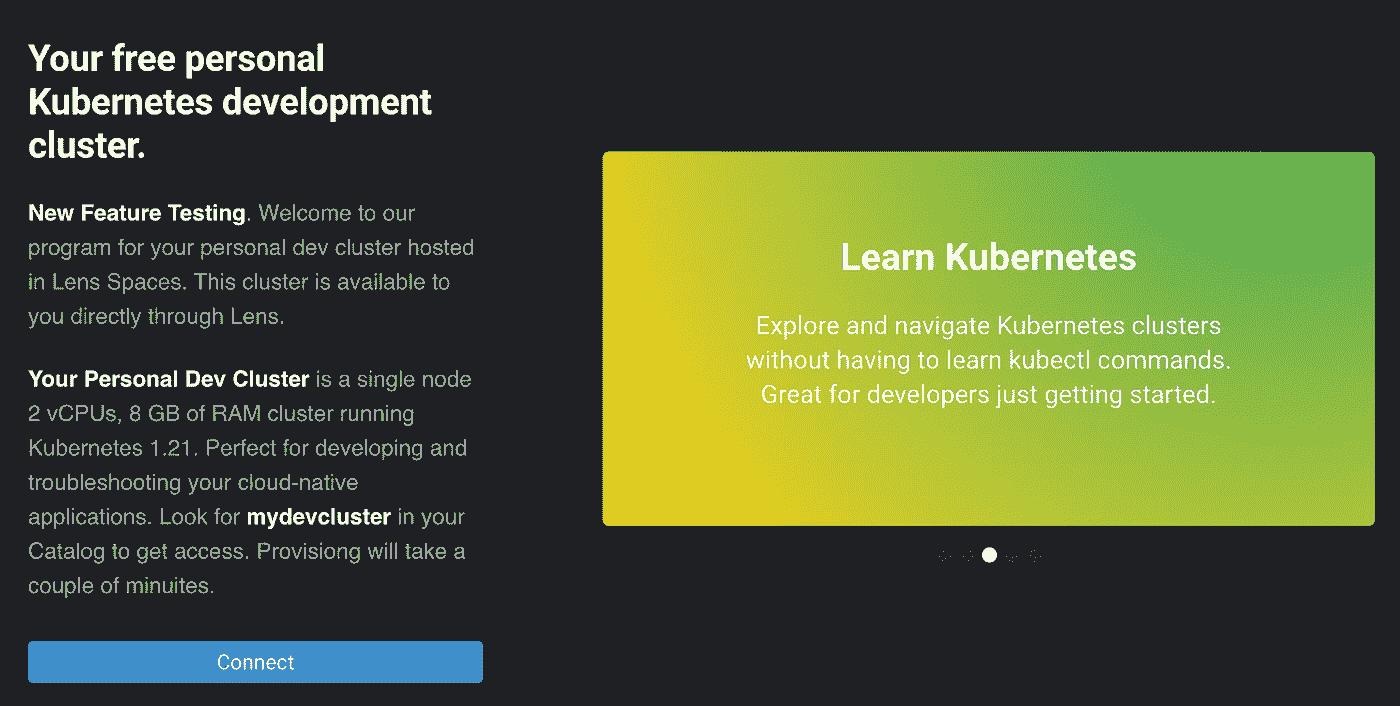 Your free personal
Kubernetes development
cluster.
New Feature Testing. Welcome to our
program for your personal dev cluster hosted
in Lens Spaces. This cluster is available to
you directly through Lens.
Your Personal Dev Cluster is a single node
2 vCPUs, 8 GB of RAM cluster running
Kubernetes 1.21. Perfect for developing and
troubleshooting your cloud-native
applications. Look for mydevcluster in your
Catalog to get access. Provisiong will take a
couple of minuites.
Connect
Learn Kubernetes
Explore and navigate Kubernetes clusters
without having to learn kubectl commands.
Great for developers just getting started.